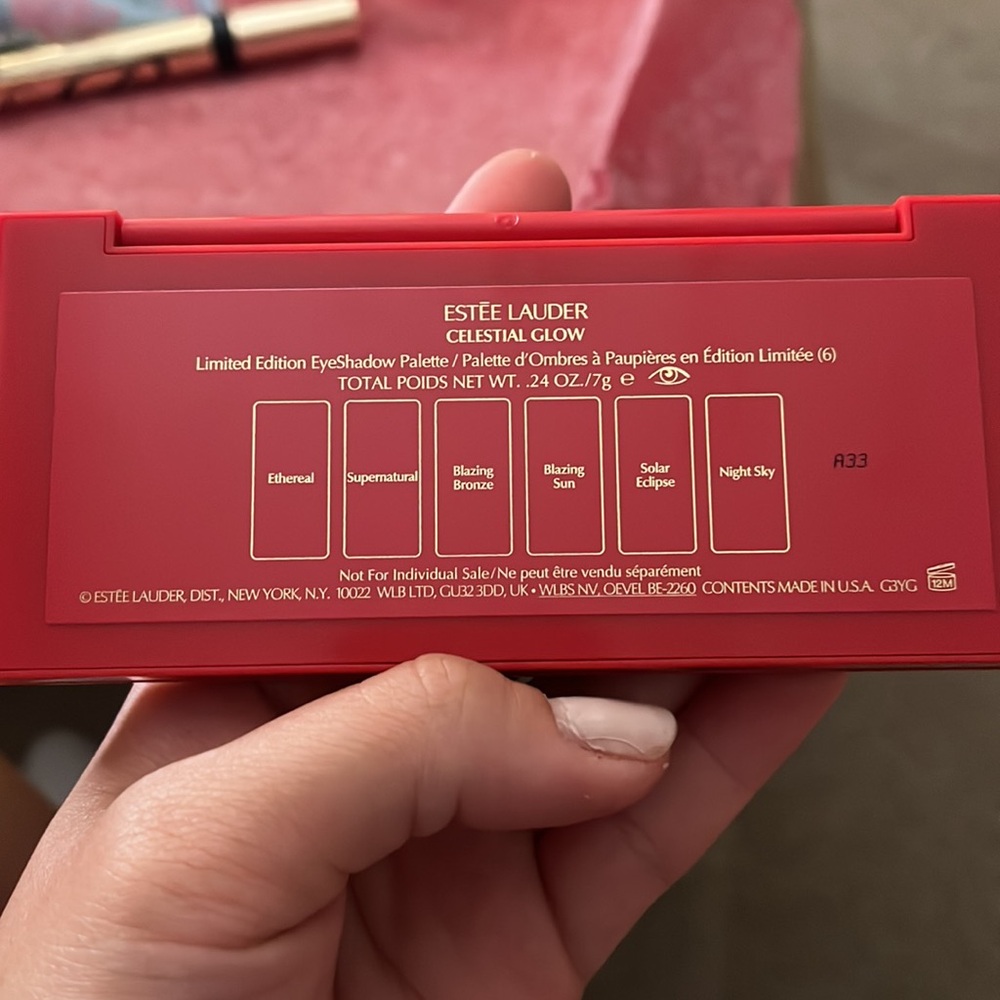 ESTĒE LAUDER
CELESTIAL GLOW
Limited Edition EyeShadow Palette / Palette d'Ombres à Paupières en Édition Limitée (6)
TOTAL POIDS NET WT. .24 OZ./7g e
Ethereal
Supernatural
Blazing
Bronze
Blazing
Sun
Solar
Eclipse
Night Sky
A33
Not For Individual Sale/Ne peut être vendu séparément
© ESTĒE LAUDER, DIST., NEW YORK, N.Y. 10022 WLB LTD, GU32 3DD, UK • WLBS NV, OEVEL BE-2260 CONTENTS MADE IN U.S.A. G3YG
12M